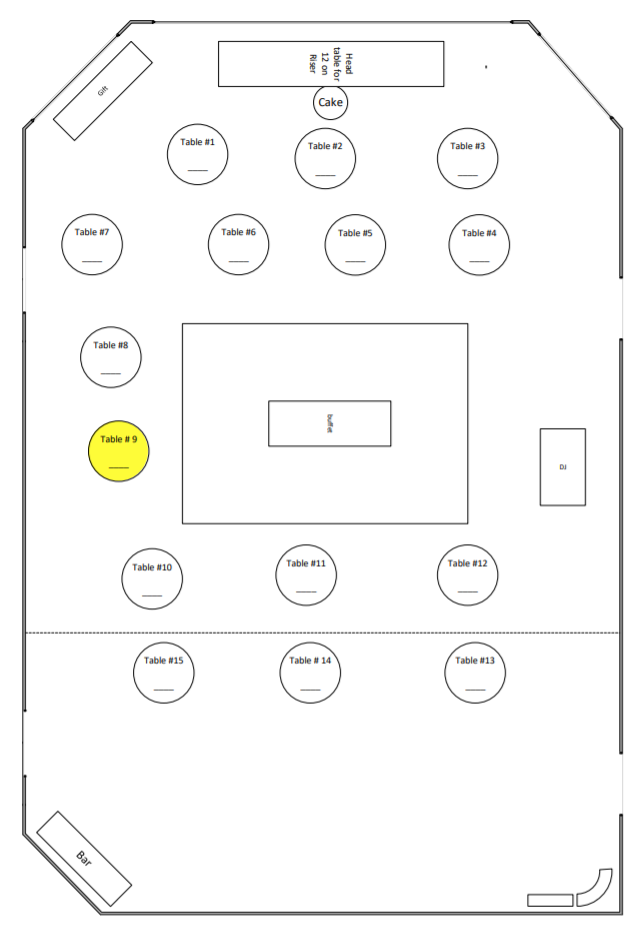 Head
table for
12 on
Riser
Gift
Cake
Table #1
____
Table #2
____
Table #3
____
Table #7
____
Table #6
____
Table #5
____
Table #4
____
Table #8
____
Table # 9
____
buffet
DJ
Table #10
____
Table #11
____
Table #12
____
Table #15
____
Table # 14
____
Table #13
____
Bar